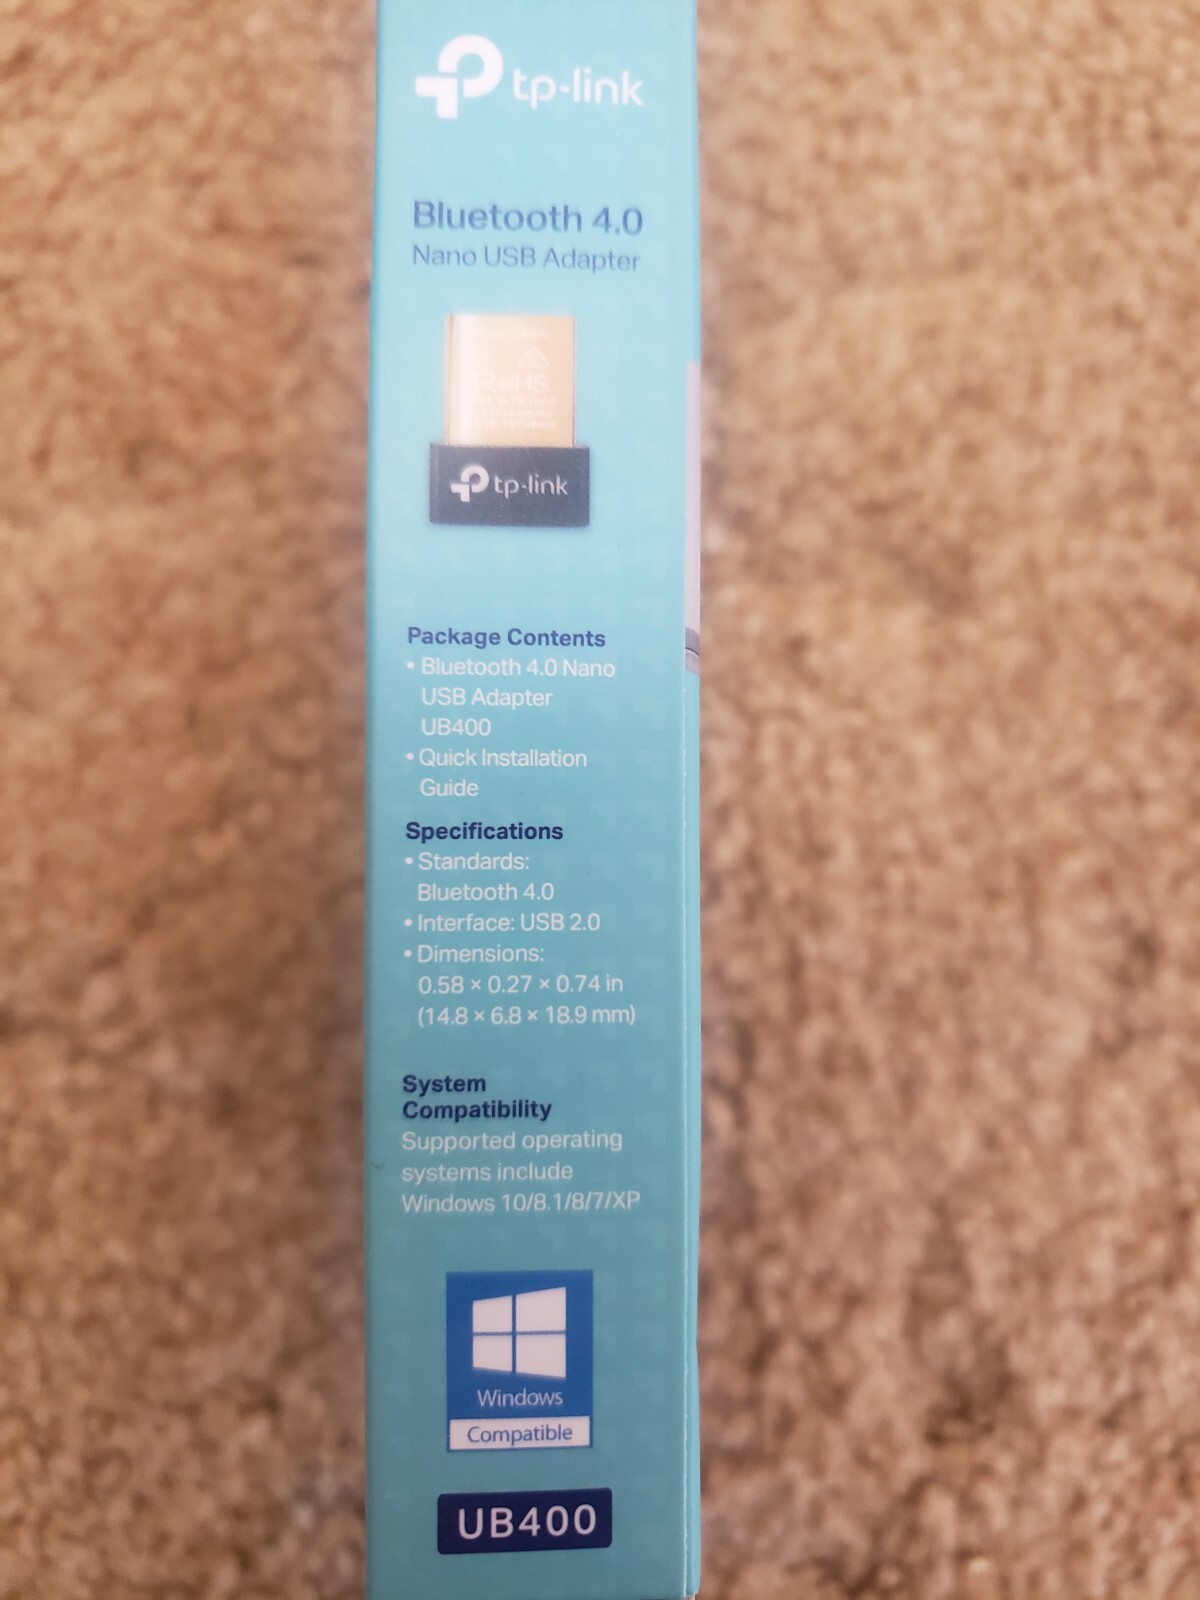 tp-link
Bluetooth 4.0
Nano USB Adapter
RoHS
tp-link
Package Contents
• Bluetooth 4.0 Nano
USB Adapter
UB400
• Quick Installation
Guide
Specifications
• Standards:
Bluetooth 4.0
• Interface: USB 2.0
• Dimensions:
0.58 × 0.27 × 0.74 in
(14.8 × 6.8 × 18.9 mm)
System
Compatibility
Supported operating
systems include
Windows 10/8.1/8/7/XP
Windows
Compatible
UB400